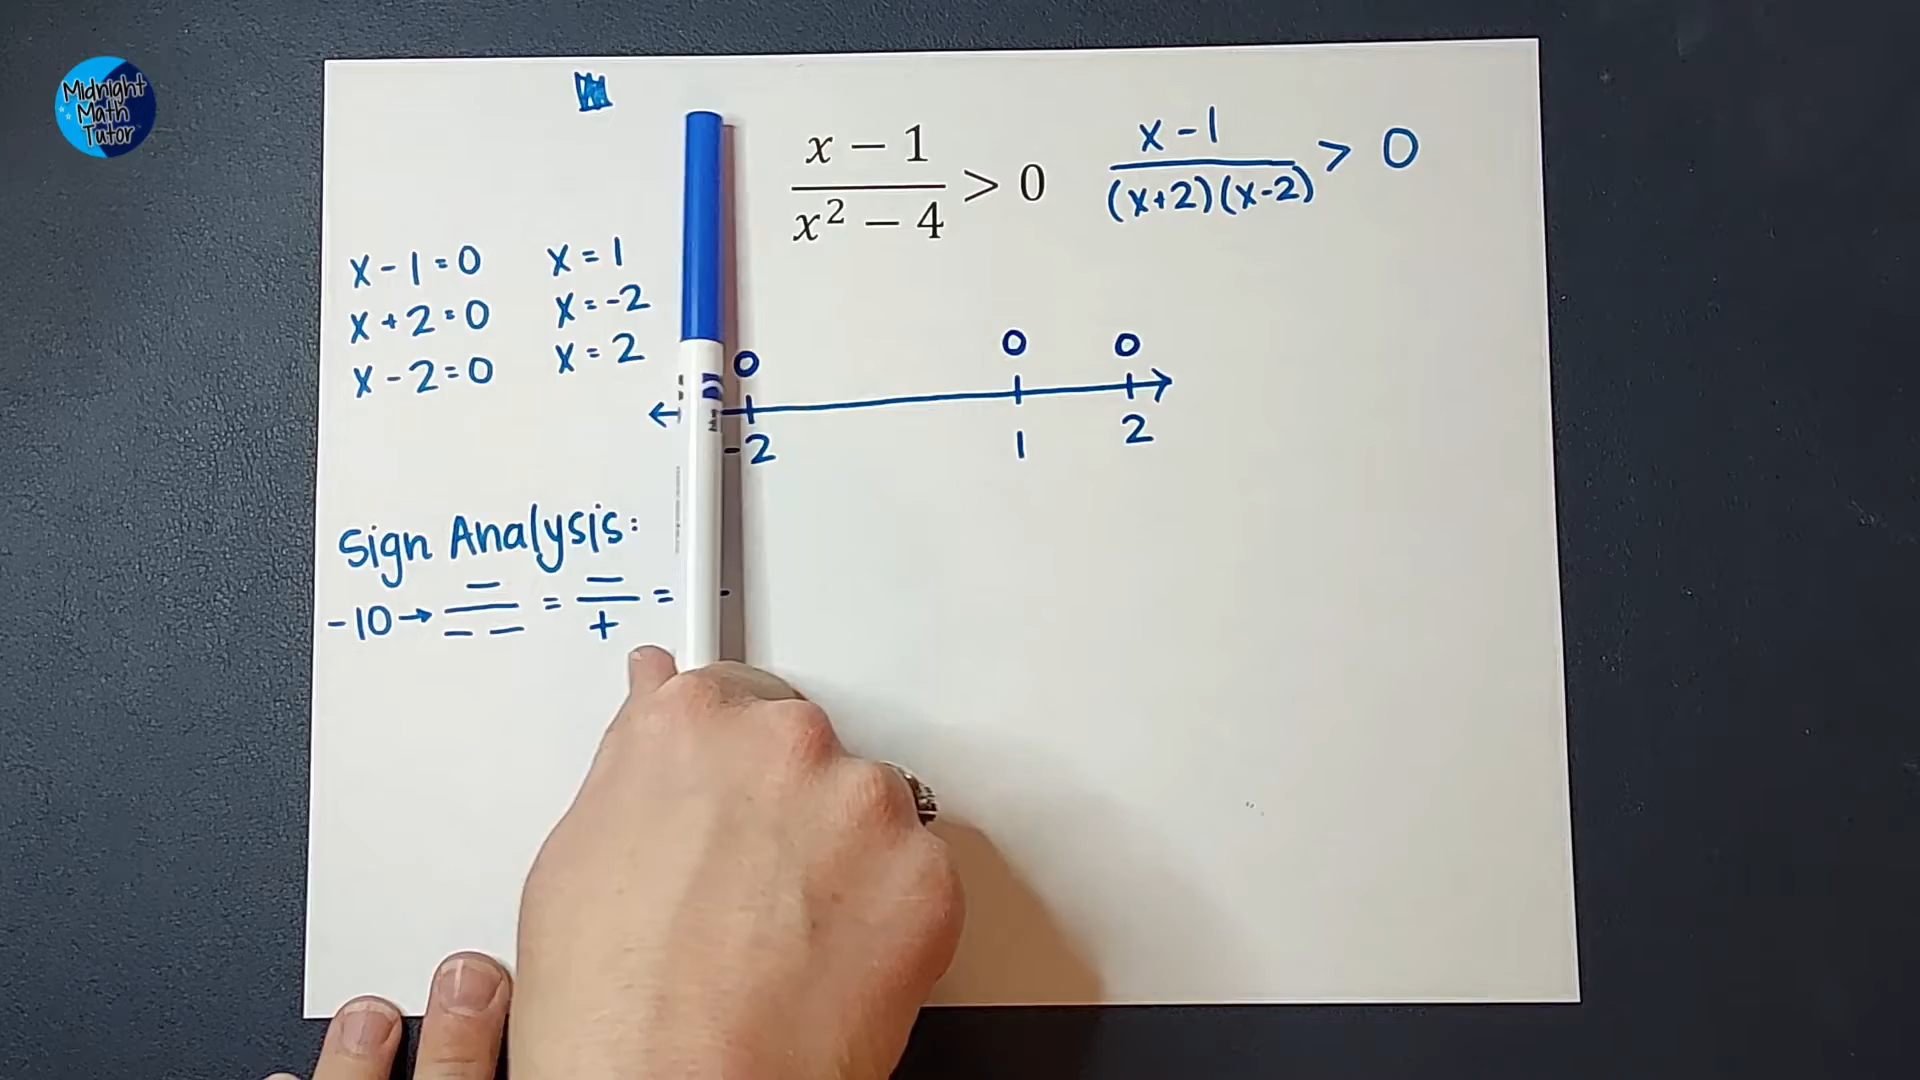 Midnight
Math
Tutor
x − 1
x² − 4
> 0
x - 1
(x+2)(x-2)
> 0
x - 1 = 0 x = 1
x + 2 = 0 x = -2
x - 2 = 0 x = 2
0 0 0
-2 1 2
Sign Analysis:
-10 → − / − − = − / + = -